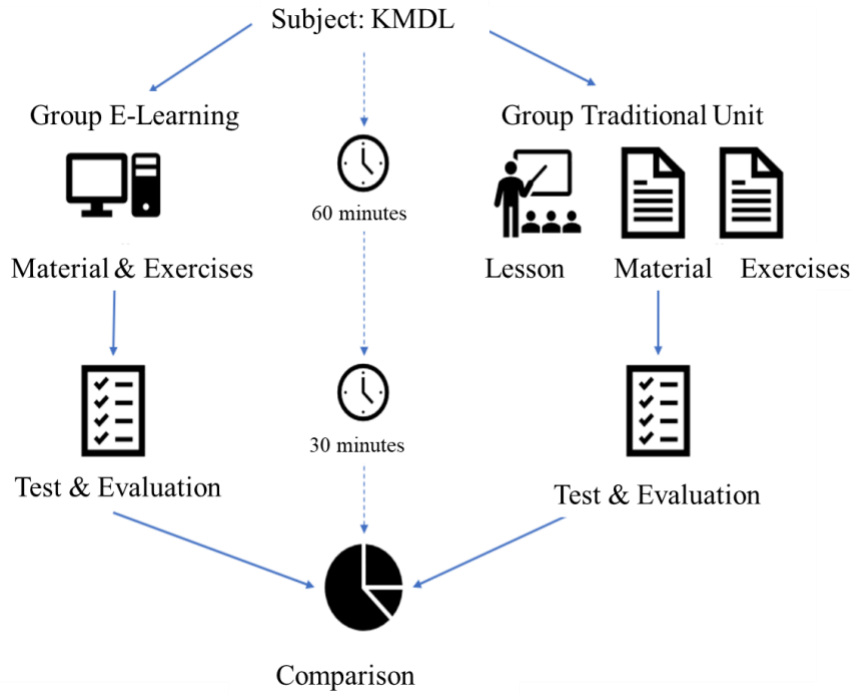 Subject: KMDL
Group E-Learning
Group Traditional Unit
60 minutes
Material & Exercises
Lesson
Material
Exercises
30 minutes
Test & Evaluation
Test & Evaluation
Comparison